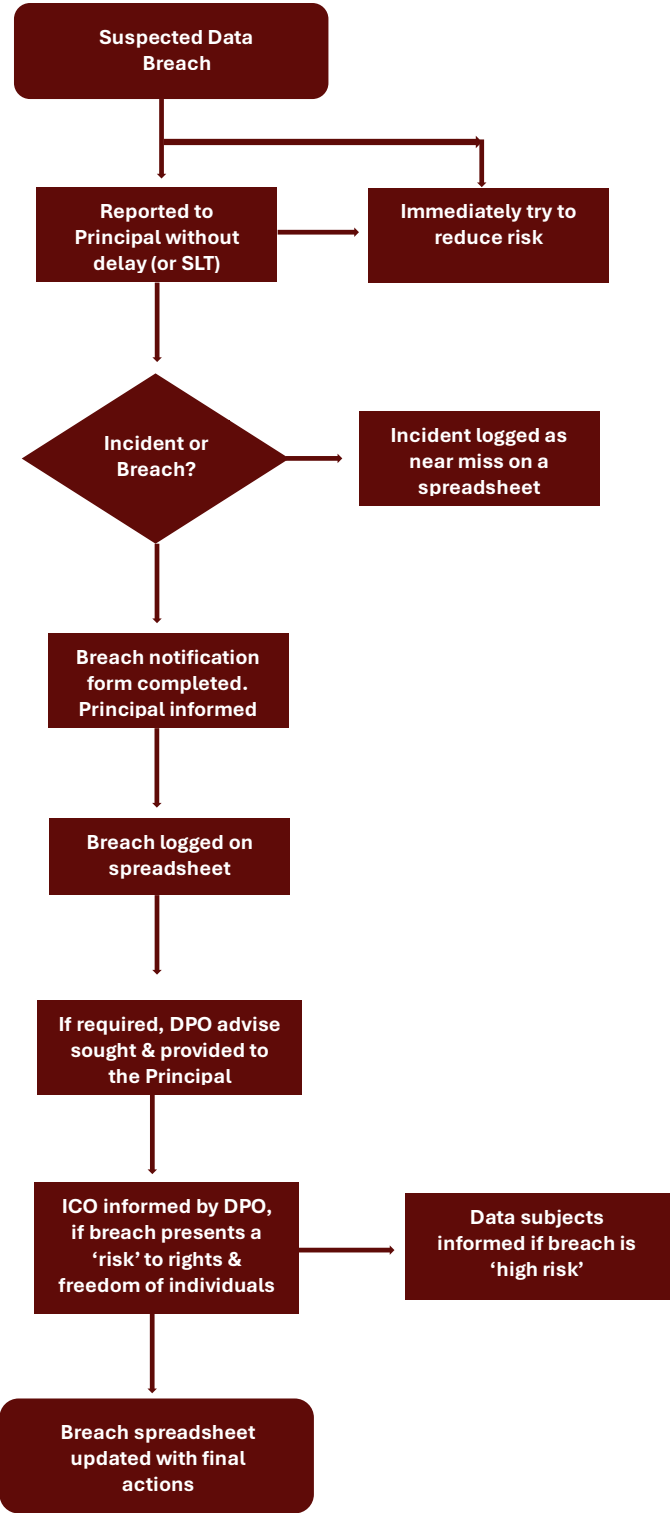 Suspected Data
Breach
Reported to
Principal without
delay (or SLT)
Immediately try to
reduce risk
Incident or
Breach?
Incident logged as
near miss on a
spreadsheet
Breach notification
form completed.
Principal informed
Breach logged on
spreadsheet
If required, DPO advise
sought & provided to
the Principal
ICO informed by DPO,
if breach presents a
‘risk’ to rights &
freedom of individuals
Data subjects
informed if breach is
‘high risk’
Breach spreadsheet
updated with final
actions